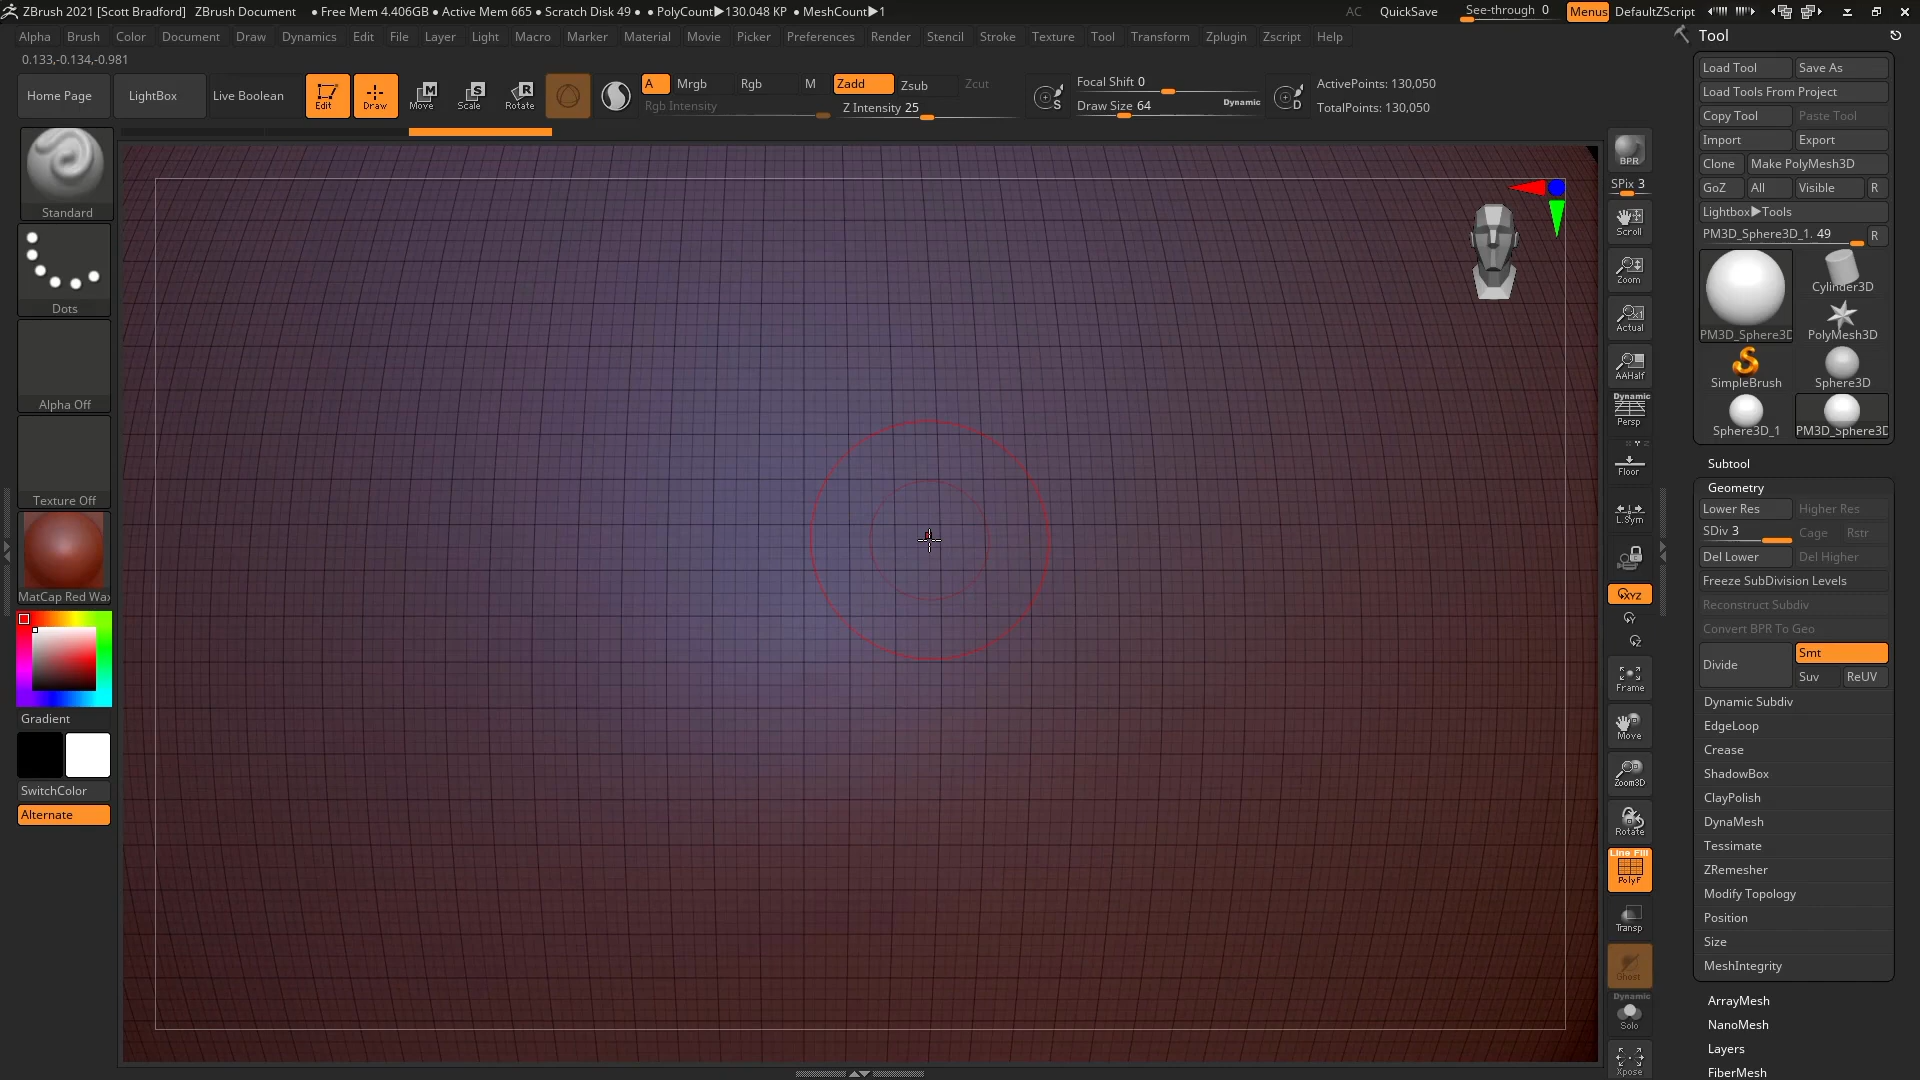 ZBrush 2021 [Scott Bradford] ZBrush Document • Free Mem 4.406GB • Active Mem 665 • Scratch Disk 49 • • PolyCount▶130.048 KP • MeshCount▶1 AC QuickSave See-through 0 Menus DefaultZScript
Alpha Brush Color Document Draw Dynamics Edit File Layer Light Macro Marker Material Movie Picker Preferences Render Stencil Stroke Texture Tool Transform Zplugin Zscript Help
0.133,-0.134,-0.981
Home Page LightBox Live Boolean Edit Draw Move Scale Rotate
A Mrgb Rgb M Zadd Zsub Zcut
Rgb Intensity Z Intensity 25
Focal Shift 0
Draw Size 64 Dynamic
ActivePoints: 130,050
TotalPoints: 130,050
Standard
Dots
Alpha Off
Texture Off
MatCap Red Wax
Gradient
SwitchColor
Alternate
BPR
SPix 3
Scroll
Zoom
Actual
AAHalf
Dynamic
Persp
Floor
L.Sym
XYZ
Y
Z
Frame
Move
Zoom3D
Rotate
Line Fill
PolyF
Transp
Ghost
Dynamic
Solo
Xpose
Tool
Load Tool Save As
Load Tools From Project
Copy Tool Paste Tool
Import Export
Clone Make PolyMesh3D
GoZ All Visible R
Lightbox▶Tools
PM3D_Sphere3D_1. 49 R
PM3D_Sphere3D Cylinder3D
PolyMesh3D
SimpleBrush Sphere3D
Sphere3D_1 PM3D_Sphere3D
Subtool
Geometry
Lower Res Higher Res
SDiv 3 Cage Rstr
Del Lower Del Higher
Freeze SubDivision Levels
Reconstruct Subdiv
Convert BPR To Geo
Divide Smt
Suv ReUV
Dynamic Subdiv
EdgeLoop
Crease
ShadowBox
ClayPolish
DynaMesh
Tessimate
ZRemesher
Modify Topology
Position
Size
MeshIntegrity
ArrayMesh
NanoMesh
Layers
FiberMesh